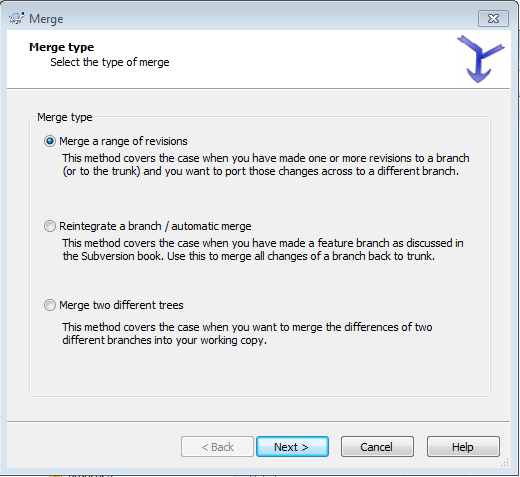 Merge
Merge type
Select the type of merge
Merge type
Merge a range of revisions
This method covers the case when you have made one or more revisions to a branch
(or to the trunk) and you want to port those changes across to a different branch.
Reintegrate a branch / automatic merge
This method covers the case when you have made a feature branch as discussed in
the Subversion book. Use this to merge all changes of a branch back to trunk.
Merge two different trees
This method covers the case when you want to merge the differences of two
different branches into your working copy.
< Back Next > Cancel Help